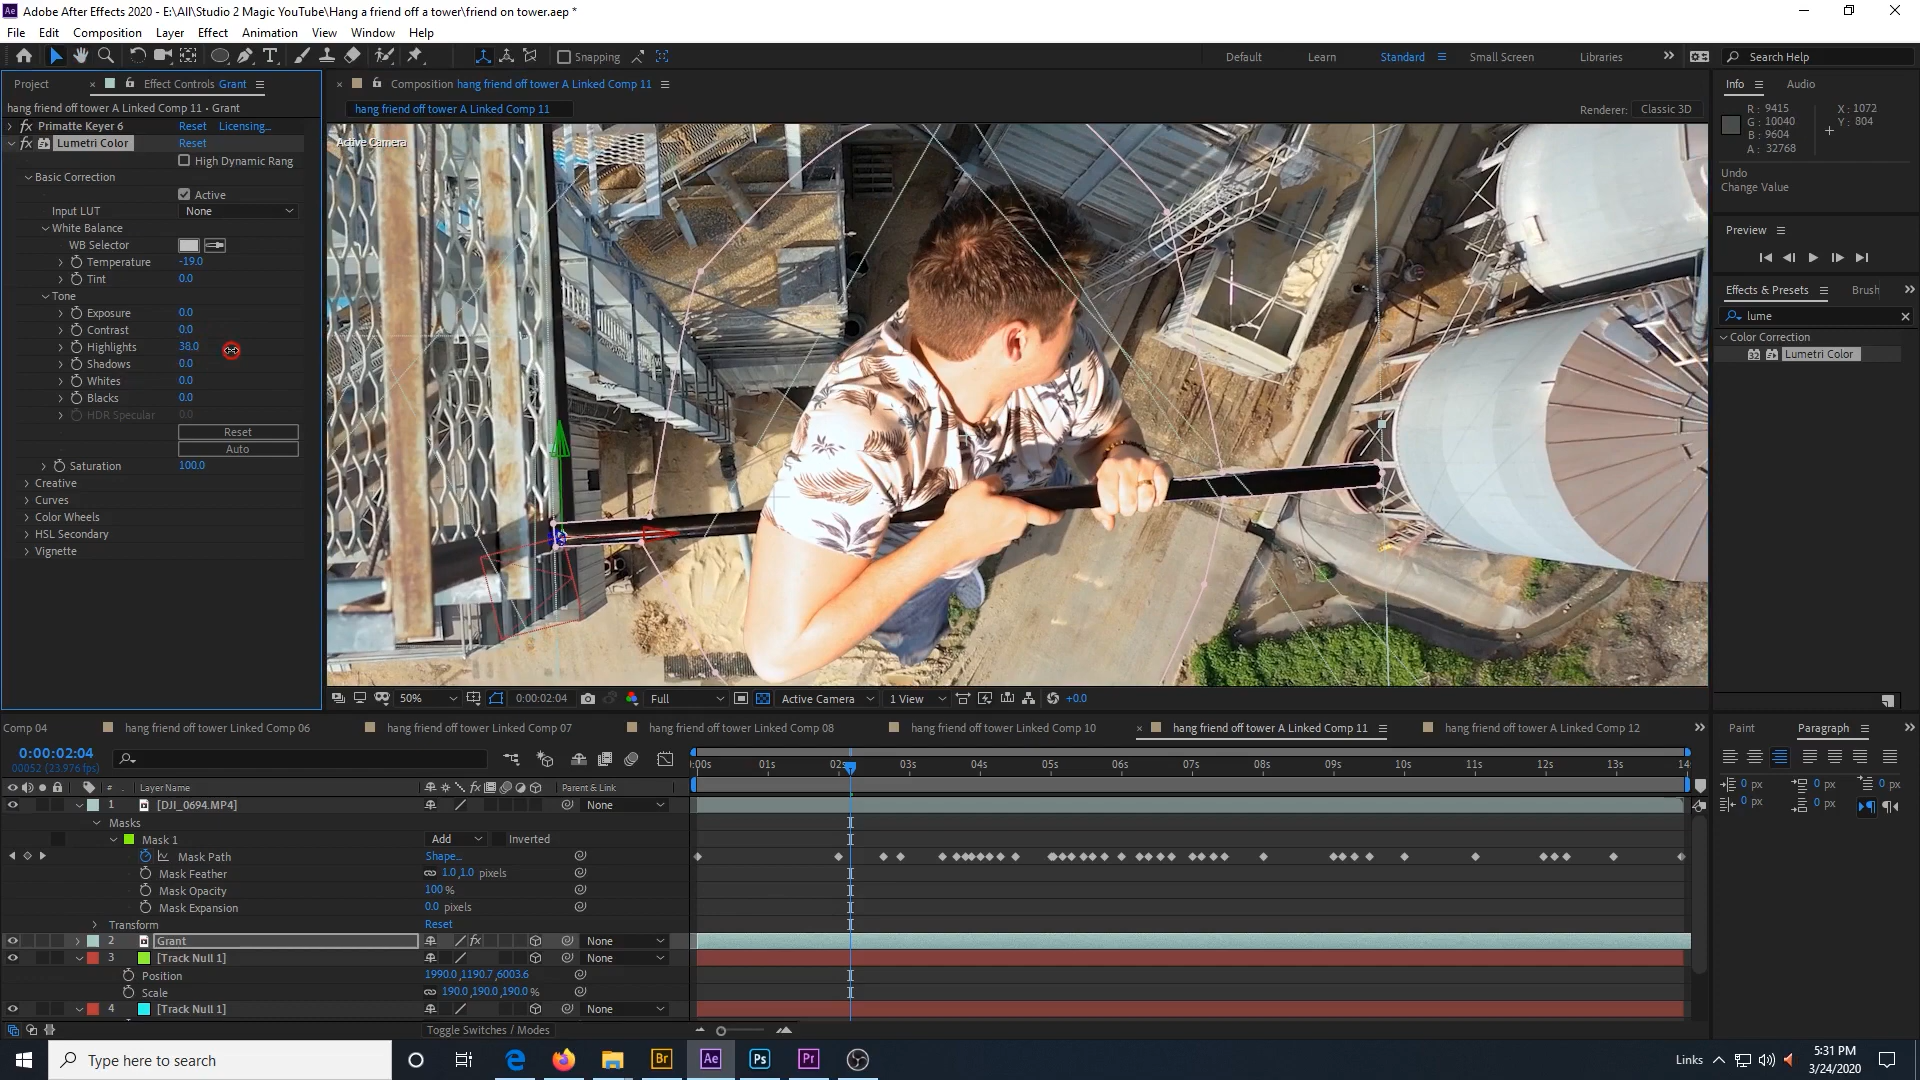 Adobe After Effects 2020 - E:\All\Studio 2 Magic YouTube\Hang a friend off a tower\friend on tower.aep *
File Edit Composition Layer Effect Animation View Window Help
Snapping
Default Learn Standard Small Screen Libraries
Search Help
Project
Effect Controls Grant
hang friend off tower A Linked Comp 11 • Grant
fx Primatte Keyer 6 Reset Licensing...
fx Lumetri Color Reset
High Dynamic Rang
Basic Correction
Active
Input LUT None
White Balance
WB Selector
Temperature -19.0
Tint 0.0
Tone
Exposure 0.0
Contrast 0.0
Highlights 38.0
Shadows 0.0
Whites 0.0
Blacks 0.0
HDR Specular 0.0
Reset
Auto
Saturation 100.0
Creative
Curves
Color Wheels
HSL Secondary
Vignette
Composition hang friend off tower A Linked Comp 11
hang friend off tower A Linked Comp 11
Renderer: Classic 3D
Active Camera
50% 0:00:02:04 Full Active Camera 1 View +0.0
Info Audio
R: 9415
G: 10040
B: 9604
A: 32768
X: 1072
Y: 804
Undo
Change Value
Preview
Effects & Presets Brush
lume
Color Correction
32 Lumetri Color
Comp 04 hang friend off tower Linked Comp 06 hang friend off tower Linked Comp 07 hang friend off tower Linked Comp 08 hang friend off tower Linked Comp 10 hang friend off tower A Linked Comp 11 hang friend off tower A Linked Comp 12
0:00:02:04
00052 (23.976 fps)
:00s 01s 02s 03s 04s 05s 06s 07s 08s 09s 10s 11s 12s 13s 14s
# Layer Name Parent & Link
1 [DJI_0694.MP4] None
Masks
Mask 1 Add Inverted
Mask Path Shape...
Mask Feather 1.0,1.0 pixels
Mask Opacity 100 %
Mask Expansion 0.0 pixels
Transform Reset
2 Grant fx None
3 [Track Null 1] None
Position 1990.0,1190.7,6003.6
Scale 190.0,190.0,190.0 %
4 [Track Null 1] None
Toggle Switches / Modes
Paint Paragraph
0 px 0 px 0 px
0 px 0 px
Type here to search
Br Ae Ps Pr
Links
5:31 PM
3/24/2020